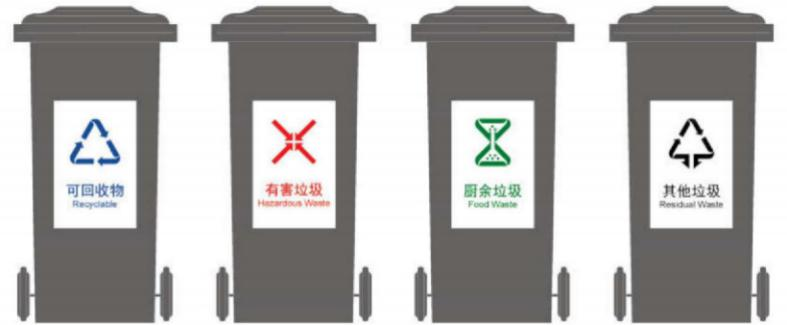 可回收物
Recyclable
有害垃圾
Hazardous Waste
厨余垃圾
Food Waste
其他垃圾
Residual Waste